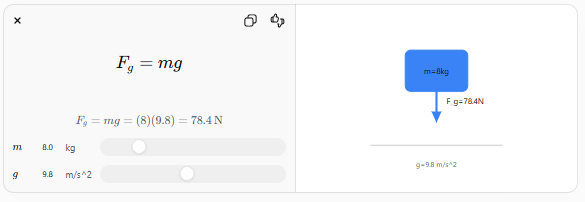 F_g = mg
F_g = mg = (8)(9.8) = 78.4 N
m 8.0 kg
g 9.8 m/s^2
m=8kg
F_g=78.4N
g=9.8 m/s^2